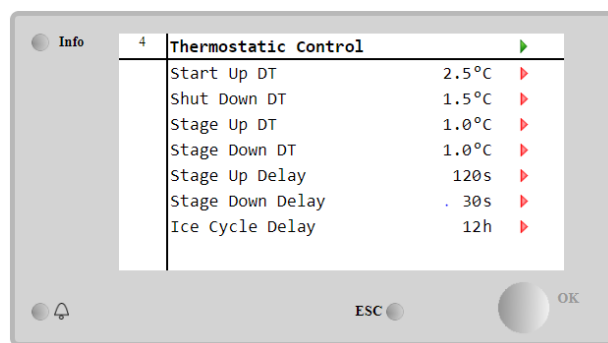 Info
4 Thermostatic Control
Start Up DT 2.5°C
Shut Down DT 1.5°C
Stage Up DT 1.0°C
Stage Down DT 1.0°C
Stage Up Delay 120s
Stage Down Delay . 30s
Ice Cycle Delay 12h
ESC
OK